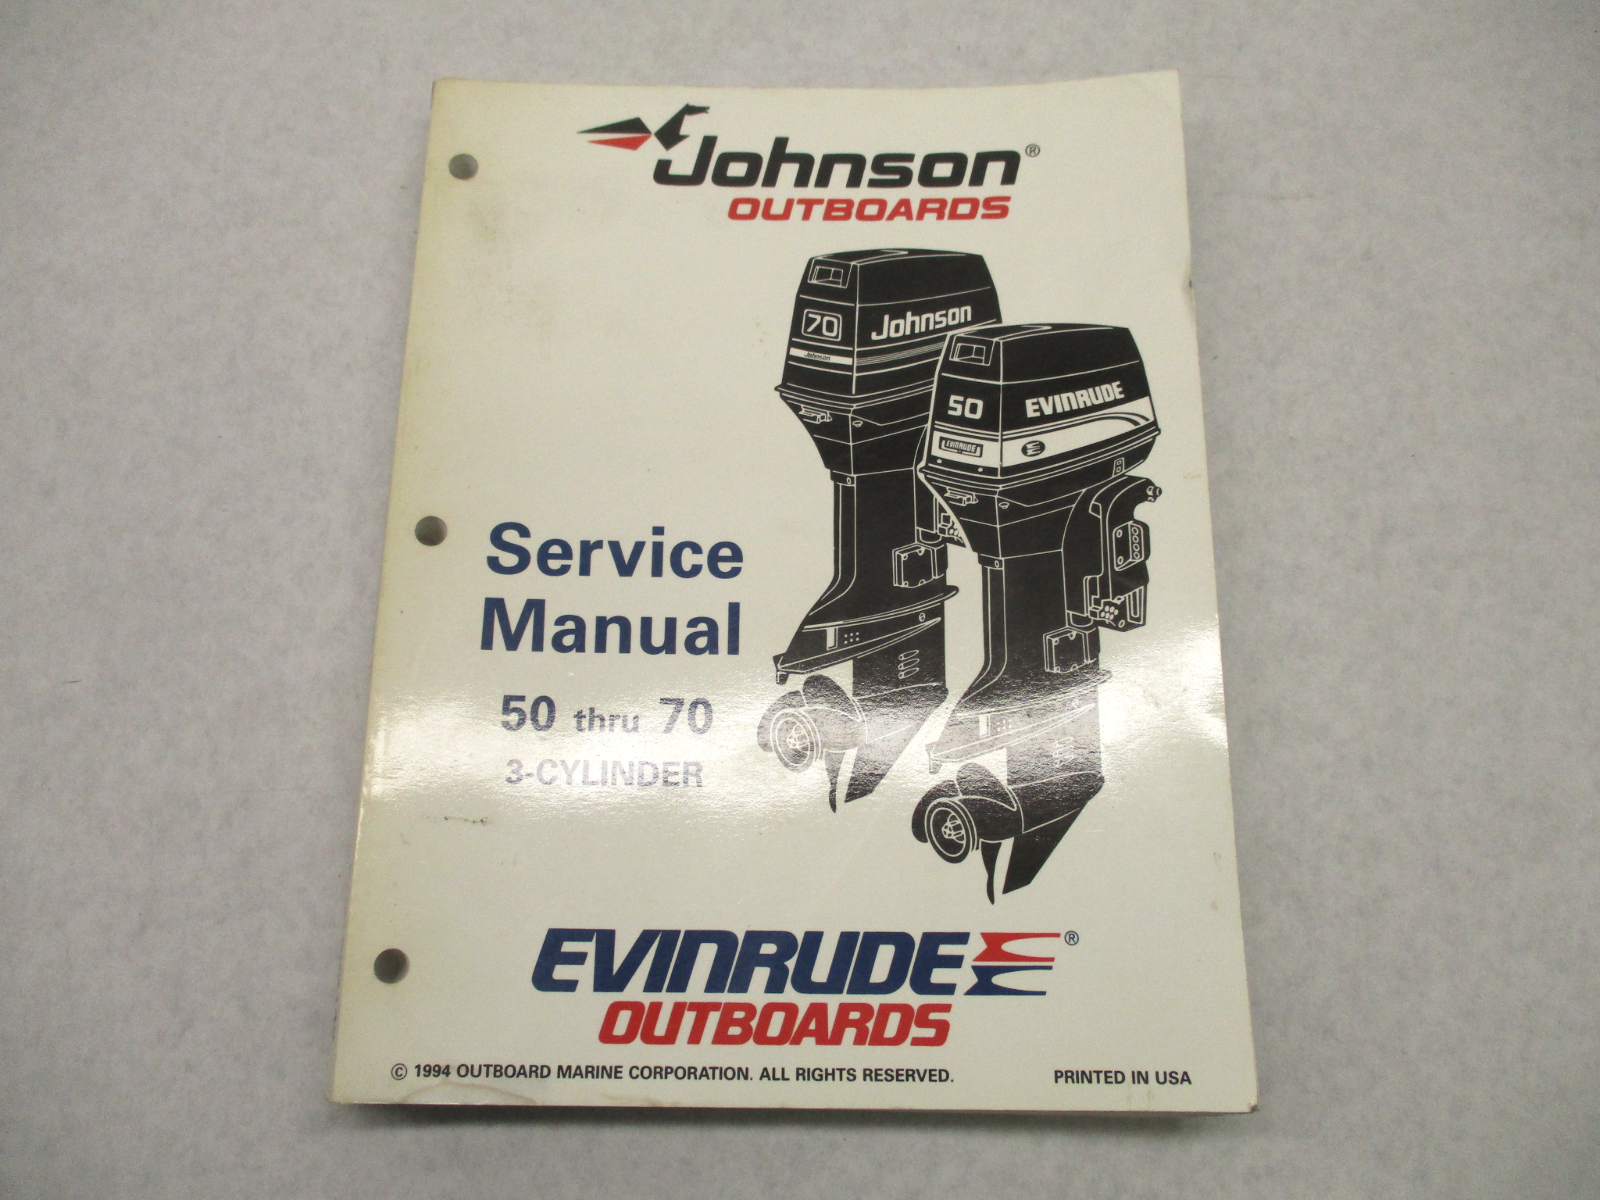 Johnson®
OUTBOARDS
70
Johnson
Johnson
50
EVINRUDE
EVINRUDE
Service
Manual
50 thru 70
3-CYLINDER
EVINRUDE®
OUTBOARDS
© 1994 OUTBOARD MARINE CORPORATION. ALL RIGHTS RESERVED.
PRINTED IN USA